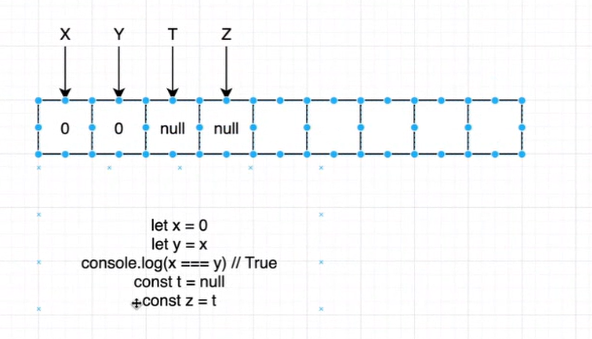 X Y T Z
0 0 null null
let x = 0
let y = x
console.log(x === y) // True
const t = null
const z = t